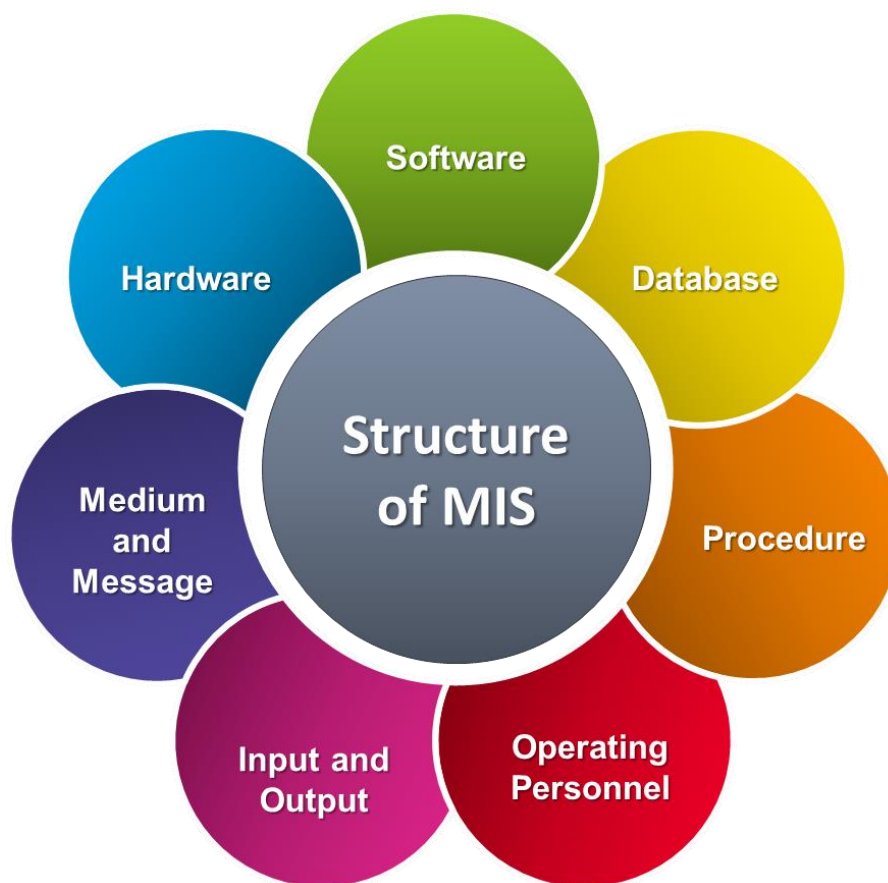 Structure
of MIS
Software
Database
Procedure
Operating
Personnel
Input and
Output
Medium
and
Message
Hardware